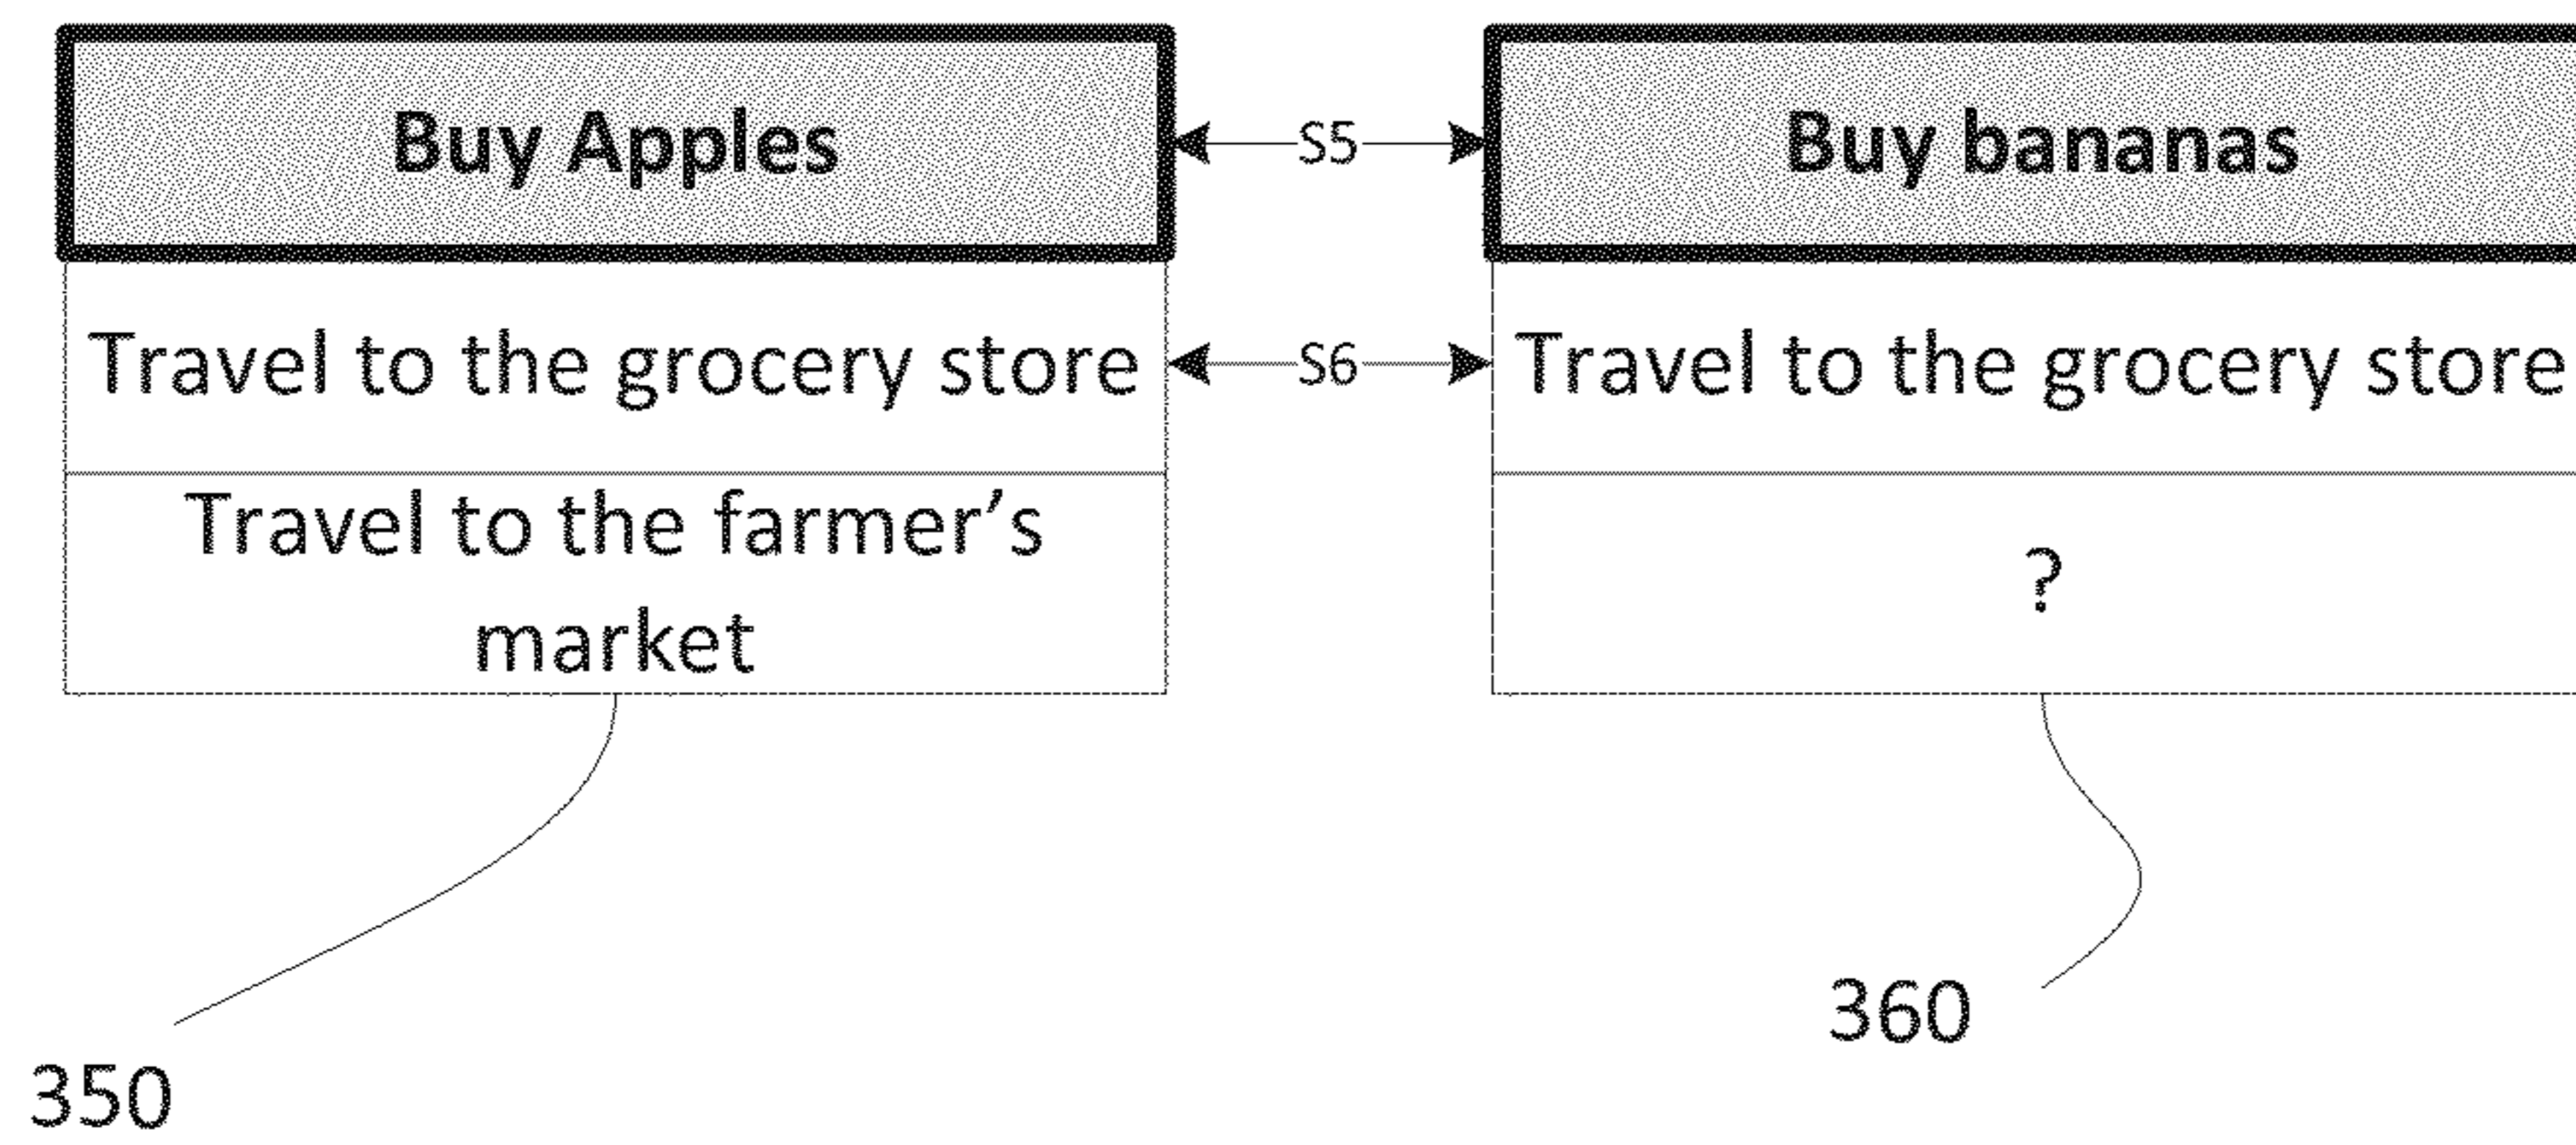 Buy Apples
S5
Buy bananas
Travel to the grocery store
S6
Travel to the grocery store
Travel to the farmer’s
market
?
350
360